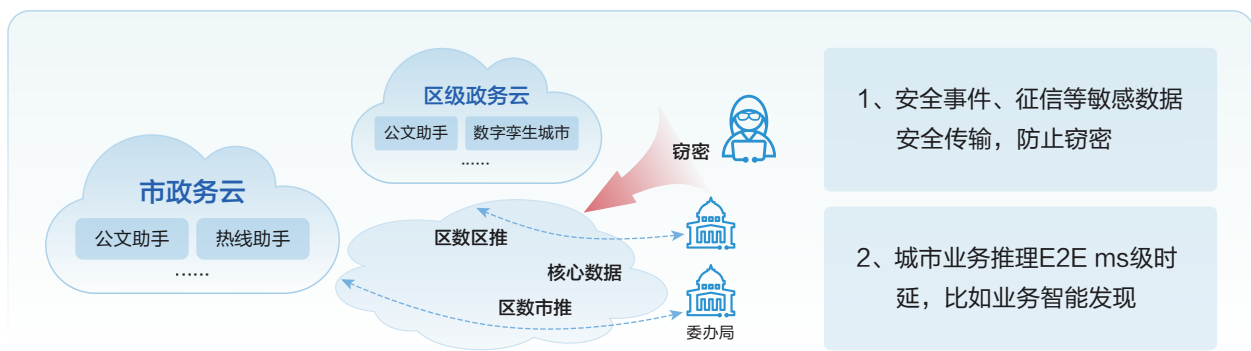 区级政务云
公文助手
数字孪生城市
......
市政务云
公文助手
热线助手
......
窃密
区数区推
核心数据
区数市推
委办局
1、安全事件、征信等敏感数据
安全传输，防止窃密
2、城市业务推理E2E ms级时
延，比如业务智能发现